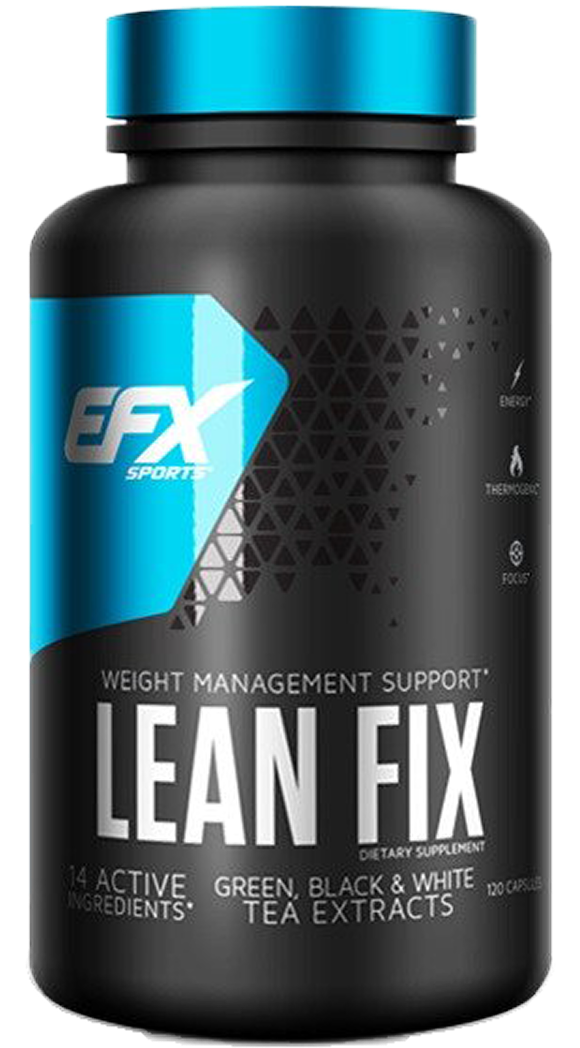 EFX
SPORTS™
ENERGY*
THERMOGENIC*
FOCUS*
WEIGHT MANAGEMENT SUPPORT*
LEAN FIX
DIETARY SUPPLEMENT
14 ACTIVE
INGREDIENTS*
GREEN, BLACK & WHITE
TEA EXTRACTS
120 CAPSULES